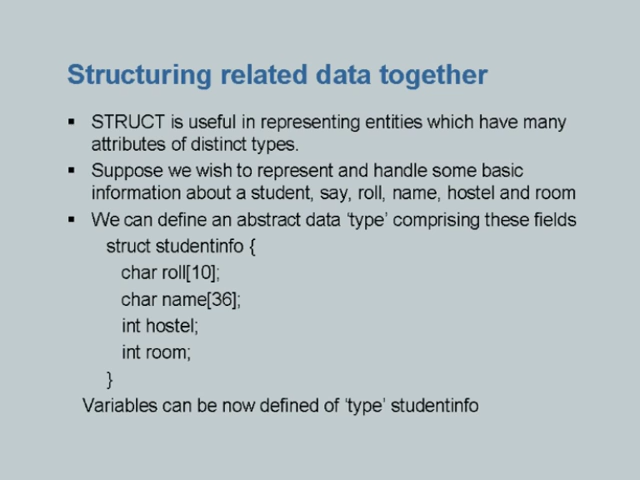 Structuring related data together
▪ STRUCT is useful in representing entities which have many
attributes of distinct types.
▪ Suppose we wish to represent and handle some basic
information about a student, say, roll, name, hostel and room
▪ We can define an abstract data ‘type’ comprising these fields
struct studentinfo {
char roll[10];
char name[36];
int hostel;
int room;
}
Variables can be now defined of ‘type’ studentinfo